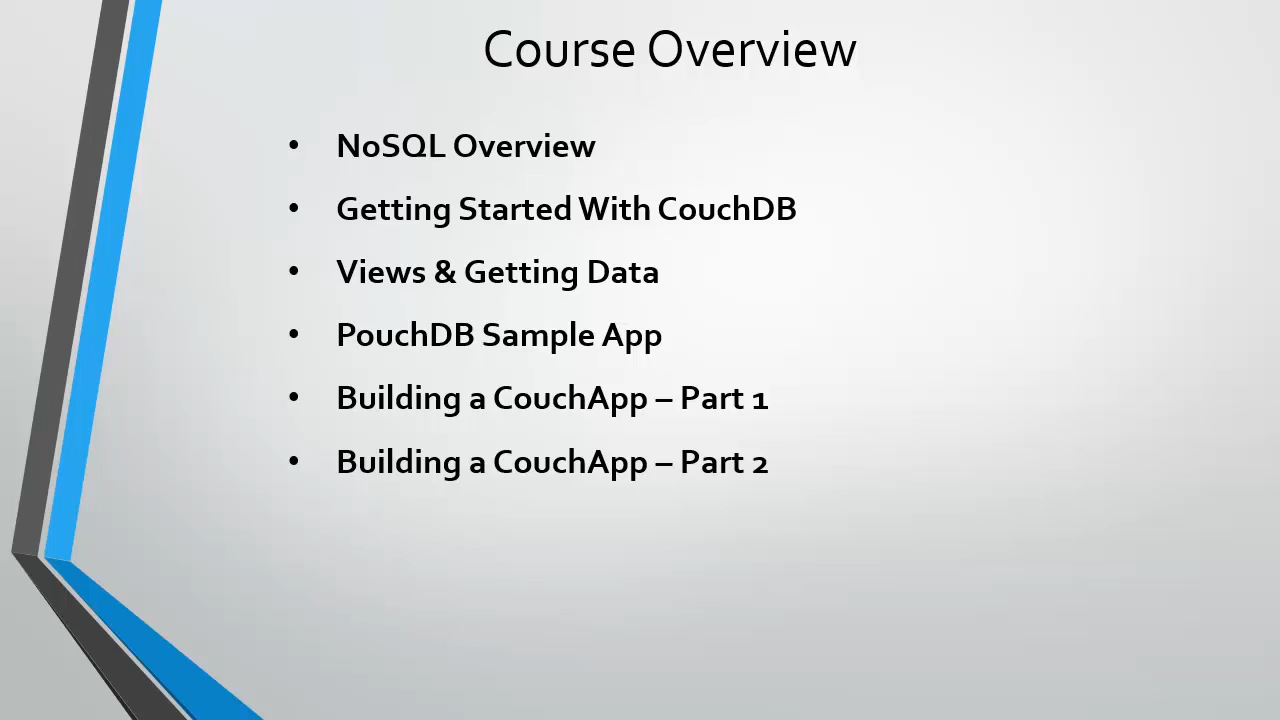 Course Overview
• NoSQL Overview
• Getting Started With CouchDB
• Views & Getting Data
• PouchDB Sample App
• Building a CouchApp – Part 1
• Building a CouchApp – Part 2